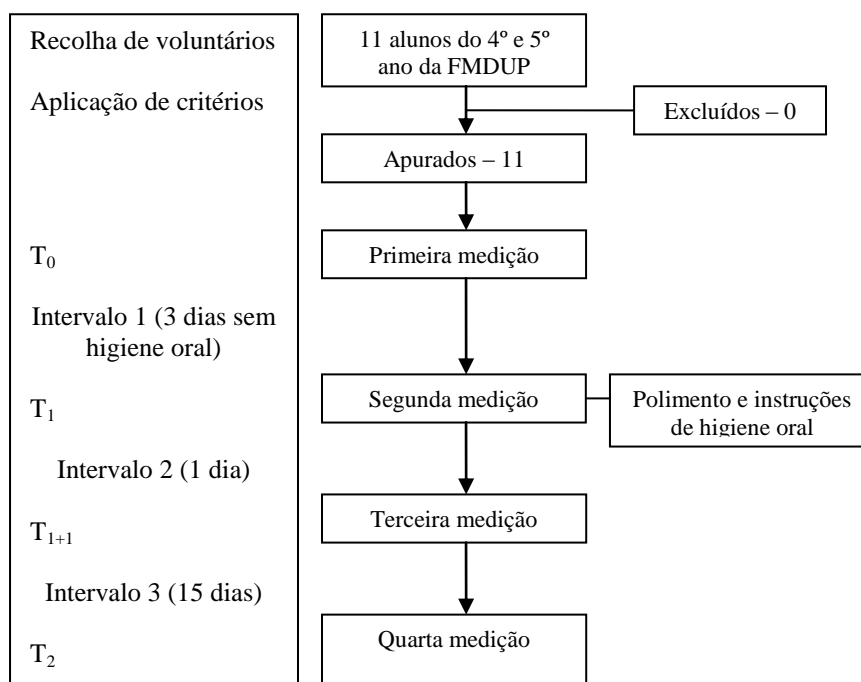 Recolha de voluntários
11 alunos do 4º e 5º
ano da FMDUP
Aplicação de critérios
Excluídos – 0
Apurados – 11
T0
Primeira medição
Intervalo 1 (3 dias sem
higiene oral)
T1
Segunda medição
Polimento e instruções
de higiene oral
Intervalo 2 (1 dia)
T1+1
Terceira medição
Intervalo 3 (15 dias)
T2
Quarta medição